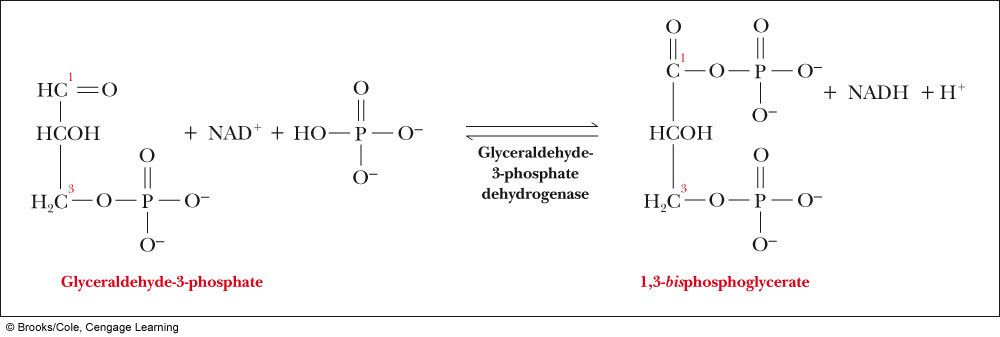 O
O
1
C—O—P—O⁻
1
HC=O
O
O⁻
+ NADH + H⁺
HCOH
+ NAD⁺ + HO—P—O⁻
HCOH
O
O⁻
Glyceraldehyde-
3-phosphate
dehydrogenase
O
3
H₂C—O—P—O⁻
3
H₂C—O—P—O⁻
O⁻
O⁻
Glyceraldehyde-3-phosphate
1,3-bisphosphoglycerate
© Brooks/Cole, Cengage Learning